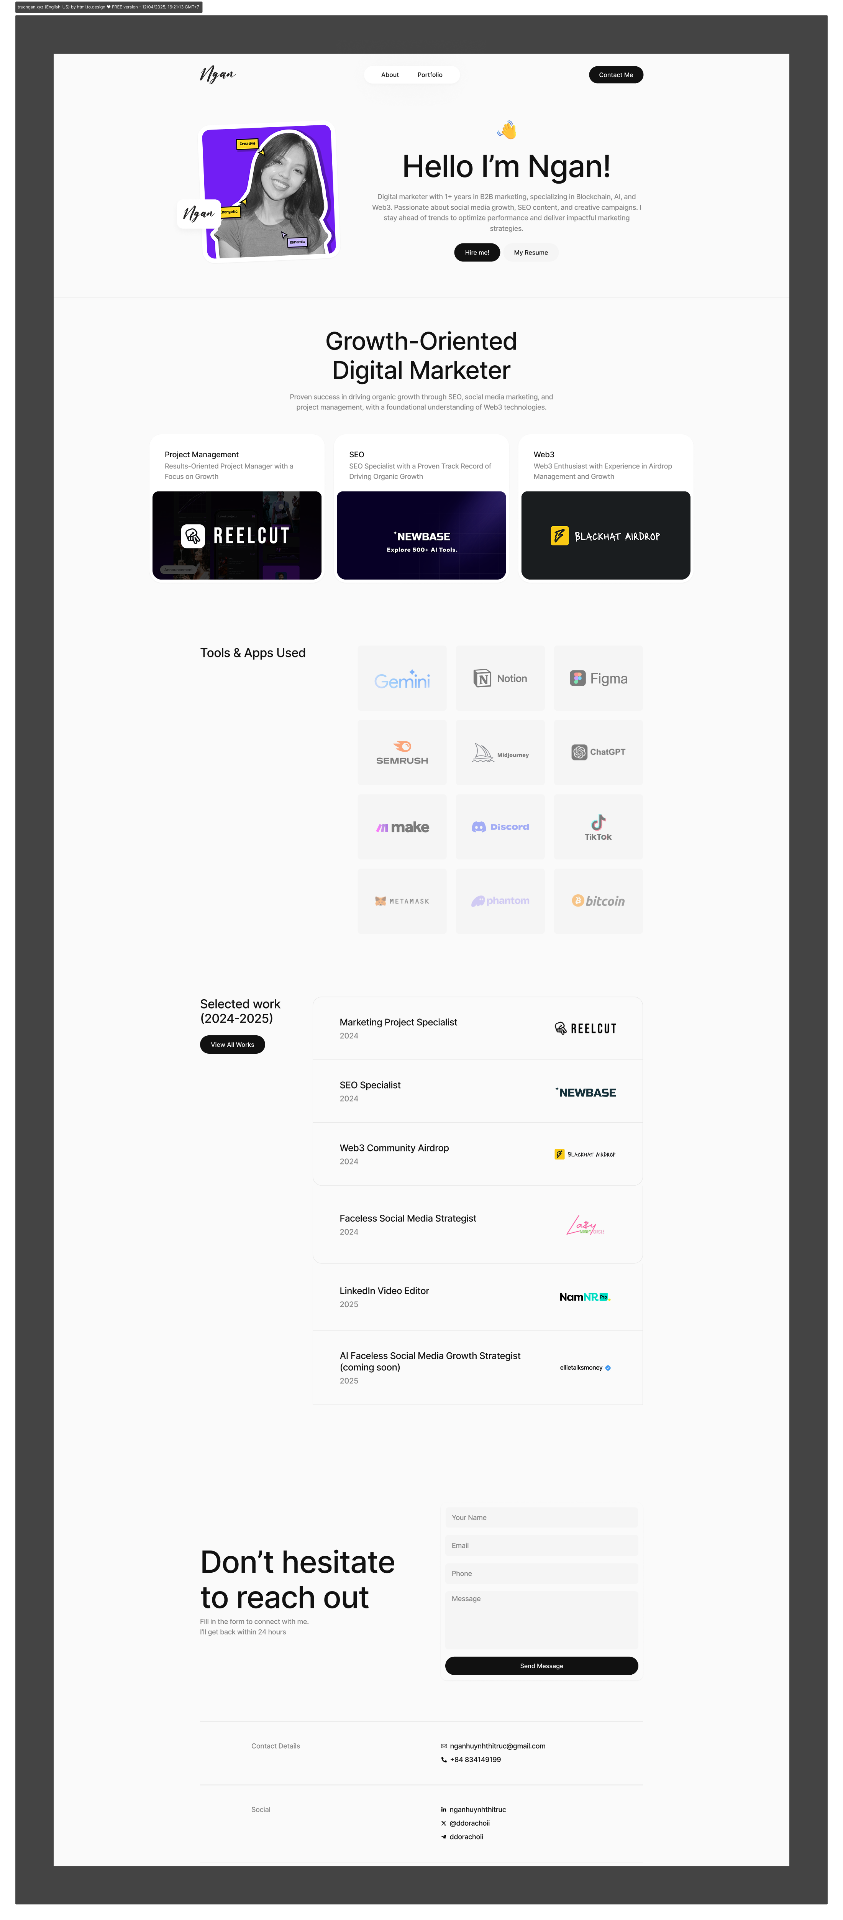 Ngan
About
Portfolio
Contact Me
Creative
Ngan
👋
Hello I'm Ngan!
Digital marketer with 1+ years in B2B marketing, specializing in Blockchain, AI, and
Web3. Passionate about social media growth, SEO content, and creative campaigns. I
stay ahead of trends to optimize performance and deliver impactful marketing
strategies.
Hire me!
My Resume
Growth-Oriented
Digital Marketer
Proven success in driving organic growth through SEO, social media marketing, and
project management, with a foundational understanding of Web3 technologies.
Project Management
Results-Oriented Project Manager with a
Focus on Growth
REELCUT
SEO
SEO Specialist with a Proven Track Record of
Driving Organic Growth
NEWBASE
Explore 500+ AI Tools.
Web3
Web3 Enthusiast with Experience in Airdrop
Management and Growth
BLACKHAT AIRDROP
Tools & Apps Used
Gemini
Notion
Figma
SEMRUSH
Midjourney
ChatGPT
make
Discord
TikTok
METAMASK
phantom
bitcoin
Selected work
(2024-2025)
View All Works
Marketing Project Specialist
2024
REELCUT
SEO Specialist
2024
NEWBASE
Web3 Community Airdrop
2024
BLACKHAT AIRDROP
Faceless Social Media Strategist
2024
Lazy
LinkedIn Video Editor
2025
NamNR
AI Faceless Social Media Growth Strategist
(coming soon)
2025
ellietalksmoney
Don't hesitate
to reach out
Fill in the form to connect with me.
I'll get back within 24 hours
Your Name
Email
Phone
Message
Send Message
Contact Details
nganhuynhthitruc@gmail.com
+84 834149199
Social
nganhuynhthitruc
@ddorachoii
ddorachoii